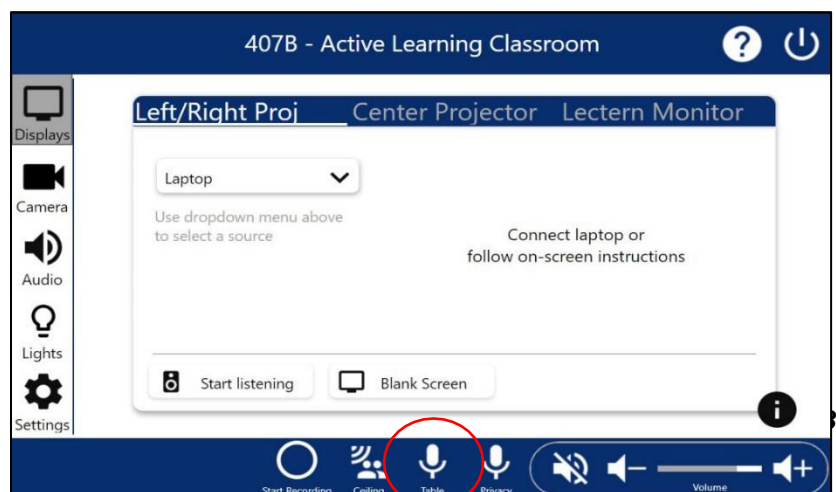 407B - Active Learning Classroom
?
Displays
Camera
Audio
Lights
Settings
Left/Right Proj Center Projector Lectern Monitor
Laptop
Use dropdown menu above
to select a source
Connect laptop or
follow on-screen instructions
Start listening Blank Screen
i
3
Start Recording Ceiling Table Privacy
Volume